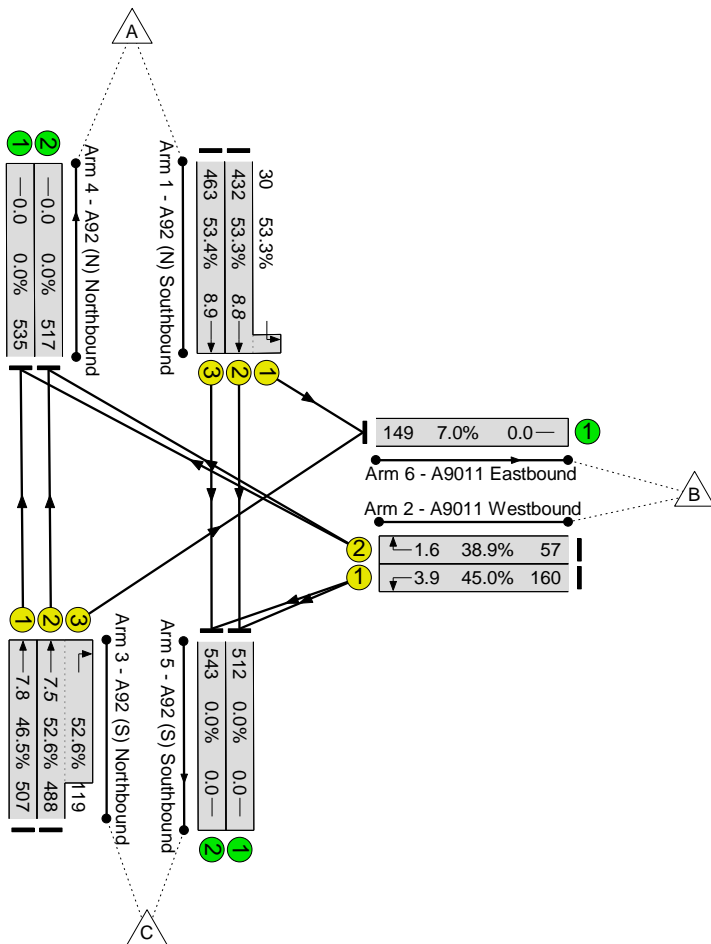 A
1
2
—0.0 0.0% 535
—0.0 0.0% 517
Arm 4 - A92 (N) Northbound
Arm 1 - A92 (N) Southbound
30 53.3%
432 53.3% 8.8
463 53.4% 8.9
3
2
1
149 7.0% 0.0
1
Arm 6 - A9011 Eastbound
Arm 2 - A9011 Westbound
B
2
1.6 38.9% 57
1
3.9 45.0% 160
1
2
3
7.8 46.5% 507
7.5 52.6% 488
52.6% 119
Arm 3 - A92 (S) Northbound
Arm 5 - A92 (S) Southbound
543 0.0% 0.0
512 0.0% 0.0
2
1
C